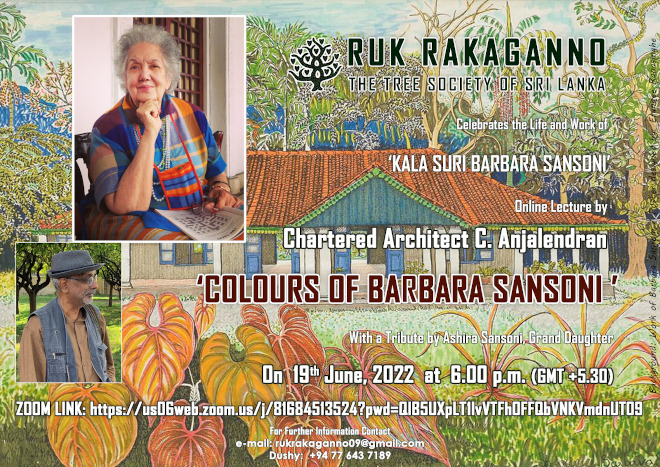 RUK RAKAGANNO
THE TREE SOCIETY OF SRI LANKA
Celebrates the Life and Work of
'KALA SURI BARBARA SANSONI'
Online Lecture by
Chartered Architect C. Anjalendran
'COLOURS OF BARBARA SANSONI'
With a Tribute by Ashira Sansoni, Grand Daughter
On 19th June, 2022 at 6.00 p.m. (GMT +5.30)
ZOOM LINK: https://us06web.zoom.us/j/81684513524?pwd=QlB5UXpLT1lvVTFhOFFQbVNKVmdnUT09
For Further Information Contact
e-mail: rukrakaganno09@gmail.com
Dushy: +94 77 643 7189